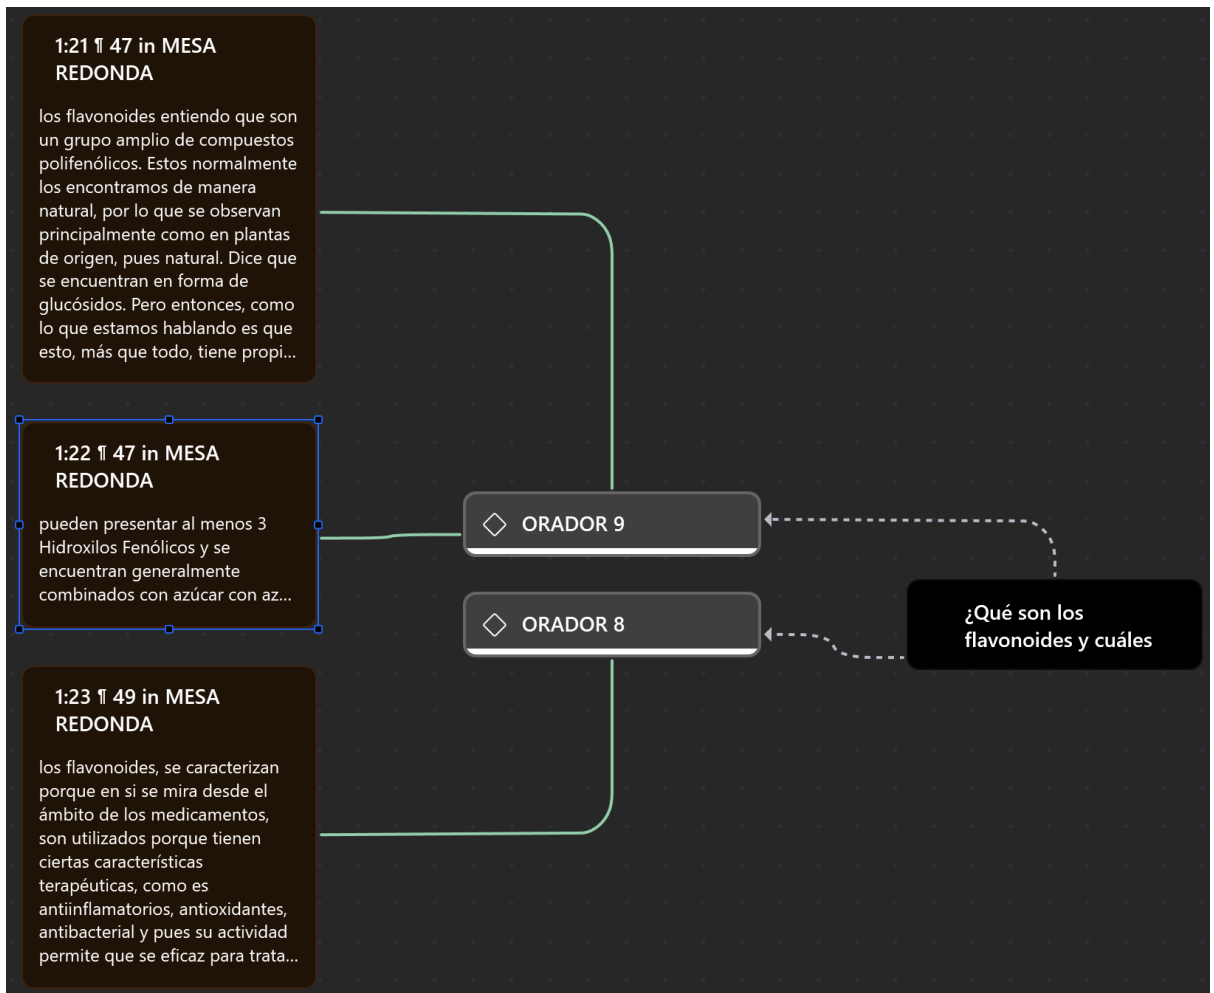 1:21 ¶ 47 in MESA
REDONDA
los flavonoides entiendo que son
un grupo amplio de compuestos
polifenólicos. Estos normalmente
los encontramos de manera
natural, por lo que se observan
principalmente como en plantas
de origen, pues natural. Dice que
se encuentran en forma de
glucósidos. Pero entonces, como
lo que estamos hablando es que
esto, más que todo, tiene propi...
1:22 ¶ 47 in MESA
REDONDA
pueden presentar al menos 3
Hidroxilos Fenólicos y se
encuentran generalmente
combinados con azúcar con az...
1:23 ¶ 49 in MESA
REDONDA
los flavonoides, se caracterizan
porque en si se mira desde el
ámbito de los medicamentos,
son utilizados porque tienen
ciertas características
terapéuticas, como es
antiinflamatorios, antioxidantes,
antibacterial y pues su actividad
permite que se eficaz para trata...
ORADOR 9
ORADOR 8
¿Qué son los
flavonoides y cuáles